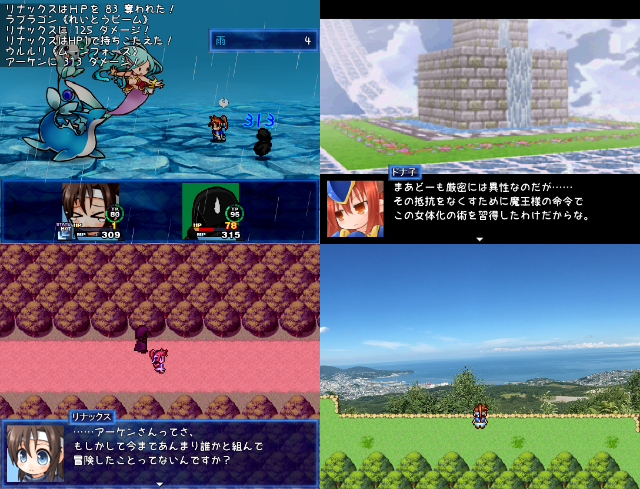 リナックスはHPを 83 奪われた!
ラプラゴン《れいとうビーム》
リナックスに 125 ダメージ!
リナックスはHP1で持ちこたえた!
ウルルリ《ムーンフォース》
アーケンに 313 ダメージ!
雨 4
313
TP
80
HP
1
309
TP
96
HP
78
315
ドナ子
まあどーも厳密には異性なのだが……
その抵抗をなくすために魔王様の命令で
この女体化の術を習得したわけだからな。
リナックス
……アーケンさんってさ、
もしかして今まであんまり誰かと組んで
冒険したことってないんですか?